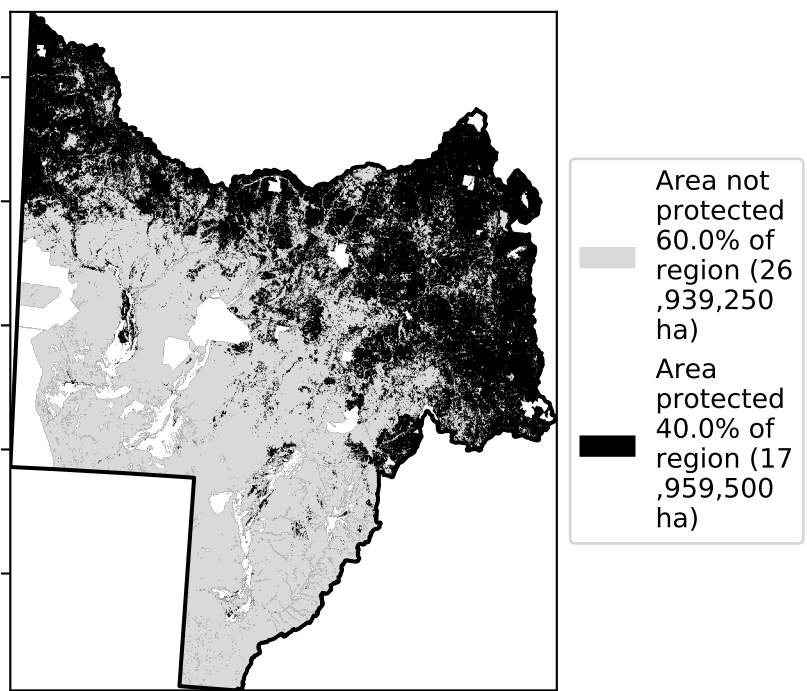 Area not
protected
60.0% of
region (26
,939,250
ha)
Area
protected
40.0% of
region (17
,959,500
ha)